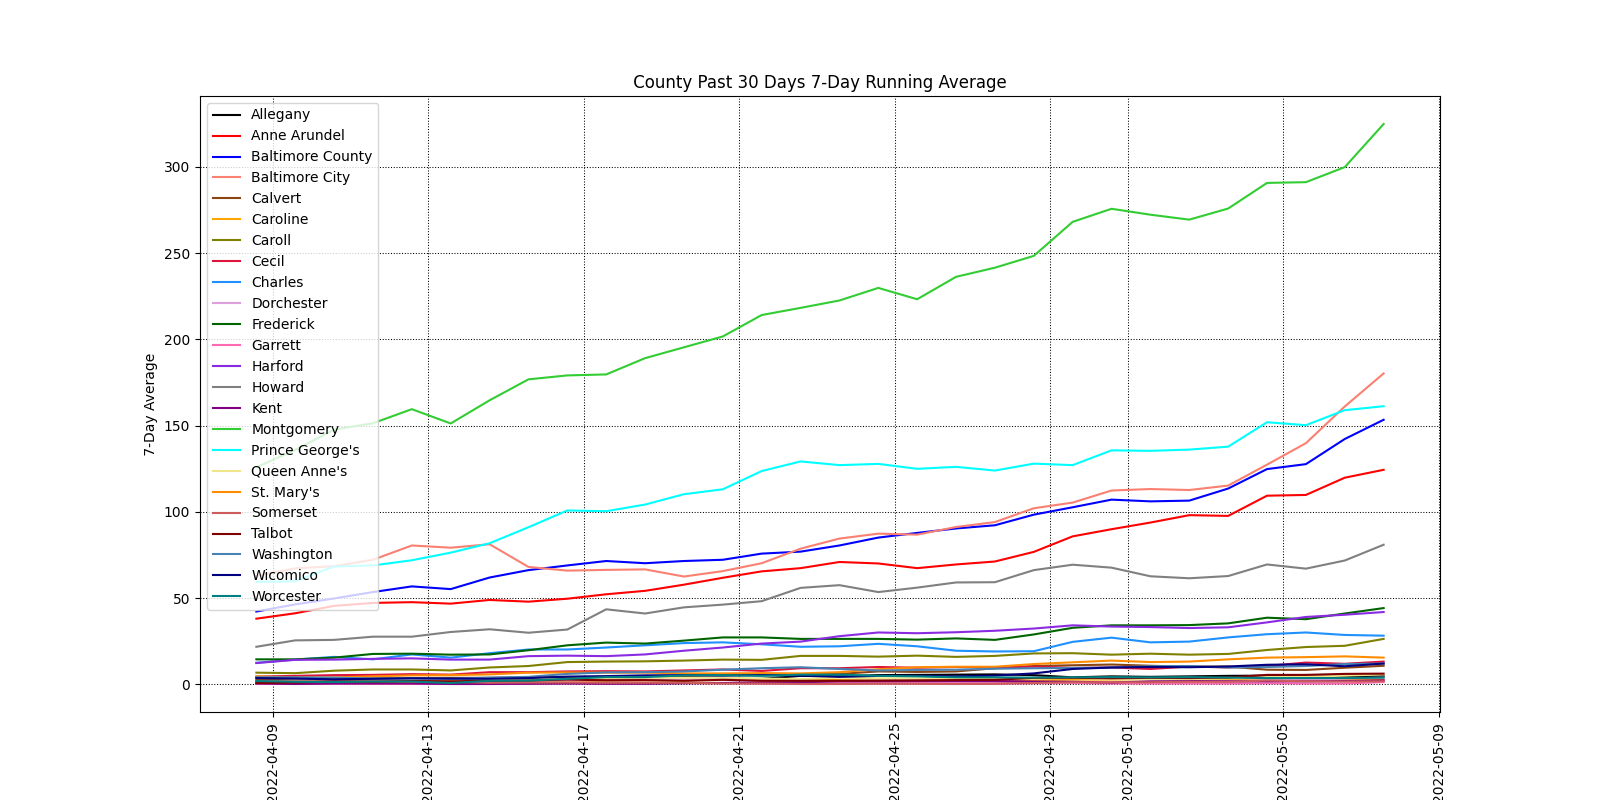 County Past 30 Days 7-Day Running Average
7-Day Average
300
250
200
150
100
50
0
Allegany
Anne Arundel
Baltimore County
Baltimore City
Calvert
Caroline
Caroll
Cecil
Charles
Dorchester
Frederick
Garrett
Harford
Howard
Kent
Montgomery
Prince George's
Queen Anne's
St. Mary's
Somerset
Talbot
Washington
Wicomico
Worcester
2022-04-09
2022-04-13
2022-04-17
2022-04-21
2022-04-25
2022-04-29
2022-05-01
2022-05-05
2022-05-09